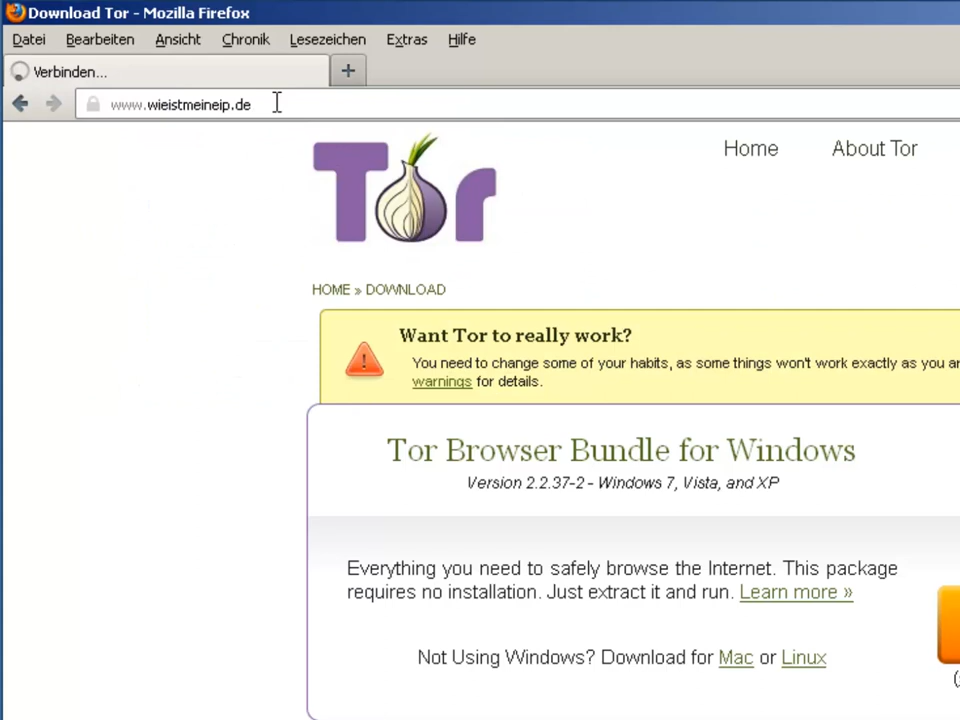 Download Tor - Mozilla Firefox
Datei Bearbeiten Ansicht Chronik Lesezeichen Extras Hilfe
Verbinden...
www.wieistmeineip.de
Tor
Home About Tor
HOME » DOWNLOAD
Want Tor to really work?
You need to change some of your habits, as some things won't work exactly as you
warnings for details.
Tor Browser Bundle for Windows
Version 2.2.37-2 - Windows 7, Vista, and XP
Everything you need to safely browse the Internet. This package
requires no installation. Just extract it and run. Learn more »
Not Using Windows? Download for Mac or Linux